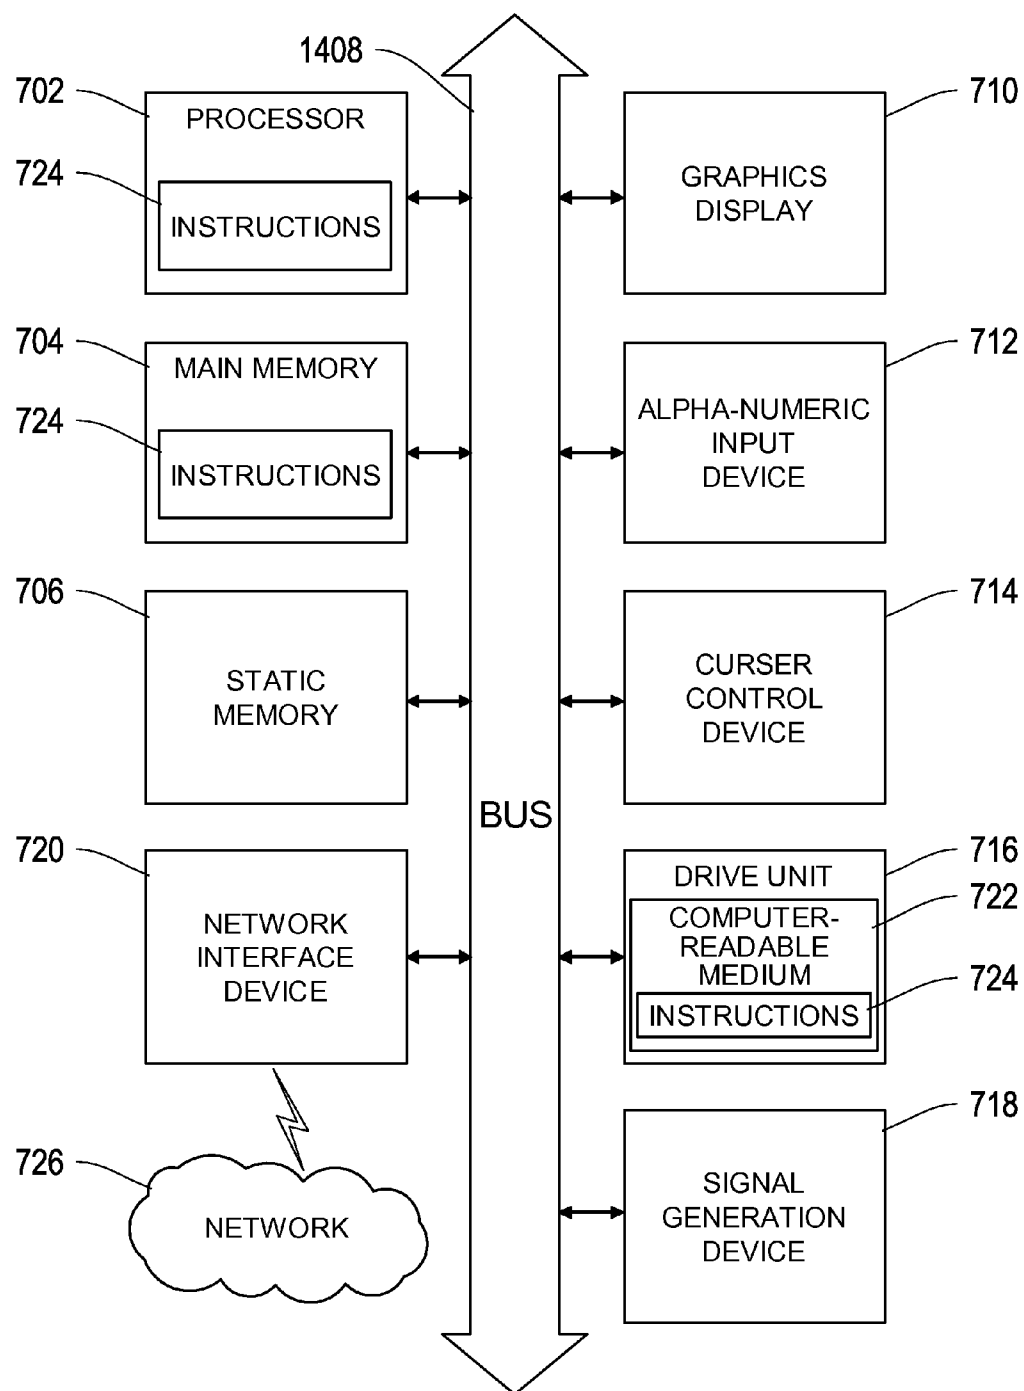 1408
702
PROCESSOR
724
INSTRUCTIONS
710
GRAPHICS
DISPLAY
704
MAIN MEMORY
724
INSTRUCTIONS
712
ALPHA-NUMERIC
INPUT
DEVICE
706
STATIC
MEMORY
714
CURSER
CONTROL
DEVICE
BUS
720
NETWORK
INTERFACE
DEVICE
716
DRIVE UNIT
722
COMPUTER-
READABLE
MEDIUM
724
INSTRUCTIONS
726
NETWORK
718
SIGNAL
GENERATION
DEVICE